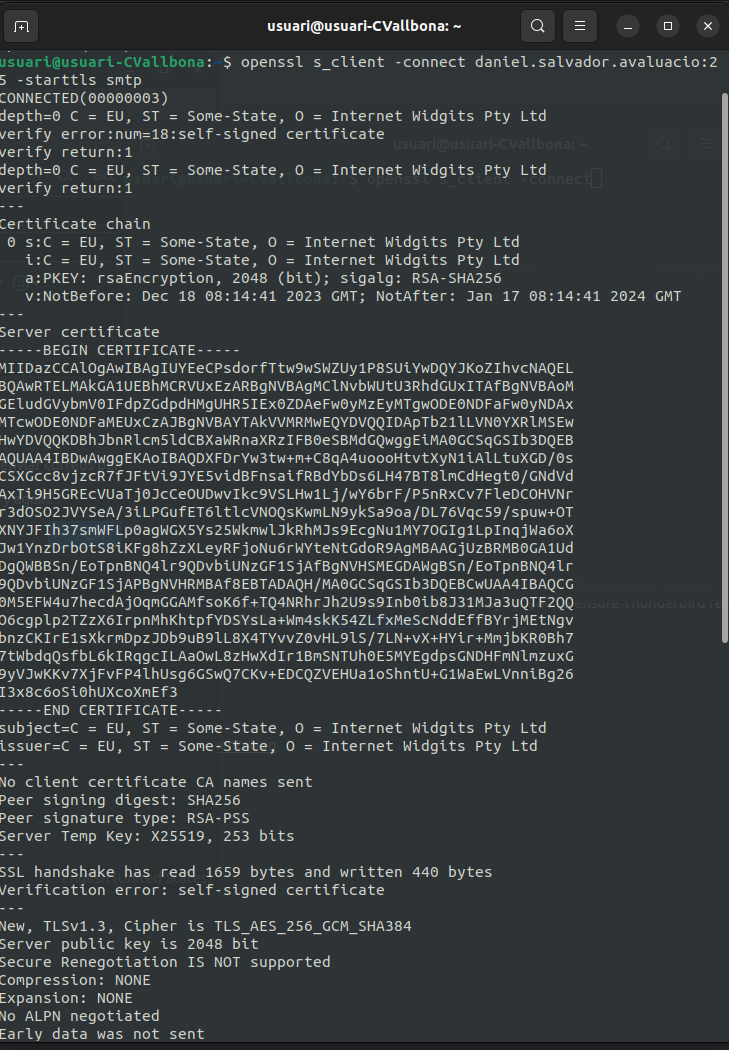 usuari@usuari-CVallbona: ~
usuari@usuari-CVallbona:~$ openssl s_client -connect daniel.salvador.avaluacio:2
5 -starttls smtp
CONNECTED(00000003)
depth=0 C = EU, ST = Some-State, O = Internet Widgits Pty Ltd
verify error:num=18:self-signed certificate
verify return:1
depth=0 C = EU, ST = Some-State, O = Internet Widgits Pty Ltd
verify return:1
---
Certificate chain
 0 s:C = EU, ST = Some-State, O = Internet Widgits Pty Ltd
   i:C = EU, ST = Some-State, O = Internet Widgits Pty Ltd
   a:PKEY: rsaEncryption, 2048 (bit); sigalg: RSA-SHA256
   v:NotBefore: Dec 18 08:14:41 2023 GMT; NotAfter: Jan 17 08:14:41 2024 GMT
---
Server certificate
-----BEGIN CERTIFICATE-----
MIIDazCCAlOgAwIBAgIUYEeCPsdorfTtw9wSWZUy1P8SUiYwDQYJKoZIhvcNAQEL
BQAwRTELMAkGA1UEBhMCRVUxEzARBgNVBAgMClNvbWUtU3RhdGUxITAfBgNVBAoM
GEludGVybmV0IFdpZGdpdHMgUHR5IEx0ZDAeFw0yMzEyMTgwODE0NDFaFw0yNDAx
MTcwODE0NDFaMEUxCzAJBgNVBAYTAkVVMRMwEQYDVQQIDApTb21lLVN0YXRlMSEw
HwYDVQQKDBhJbnRlcm5ldCBXaWRnaXRzIFB0eSBMdGQwggEiMA0GCSqGSIb3DQEB
AQUAA4IBDwAwggEKAoIBAQDXFDrYw3tw+m+C8qA4uoooHtvtXyN1iAlLtuXGD/0s
CSXGcc8vjzcR7fJFtVi9JYE5vidBFnsaifRBdYbDs6LH47BT8lmCdHegt0/GNdVd
AxTi9H5GREcVUaTj0JcCeOUDwvIkc9VSLHw1Lj/wY6brF/P5nRxCv7FleDCOHVNr
r3dOSO2JVYSeA/3iLPGufET6ltlcVNOQsKwmLN9ykSa9oa/DL76Vqc59/spuw+OT
XNYJFIh375mWFLp0agWGX5Ys25WkmwlJkRhMJs9EcgNu1MY7OGIg1LpInqjWa6oX
Jw1YnzDrbOtS8iKFg8hZzXLeyRFjoNu6rWYteNtGdoR9AgMBAAGjUzBRMB0GA1Ud
DgQWBBSn/EoTpnBNQ4lr9QDvbiUNzGF1SjAfBgNVHSMEGDAWgBSn/EoTpnBNQ4lr
9QDvbiUNzGF1SjAPBgNVHRMBAf8EBTADAQH/MA0GCSqGSIb3DQEBCwUAA4IBAQCG
0M5EFW4u7hecdAjOqmGGAMfsoK6f+TQ4NRhrJh2U9s9Inb0ib8J31MJa3uQTFZQQ
O6cgplp2TZzX6IrpnMhKhtpfYDSYsLa+Wm4skK54ZLfxMeScNddEffBYrjMEtNgv
bnzCKIrE1sXkrmDpzJDb9uB9lL8X4TYvvZ0vHL9lS/7LN+vX+HYir+MmjbKR0Bh7
7tWbdqQsfbL6kIRqgcILAaOwL8zHwXdIr1BmSNTUh0E5MYEgdpsGNDHFmNlmzuxG
9yVJwKKv7XjFvFP4lhUsg6GSwQ7CKv+EDCQZVEHUa1oShntU+G1WaEwLVnniBg26
I3x8c6oSi0hUXcoXmEf3
-----END CERTIFICATE-----
subject=C = EU, ST = Some-State, O = Internet Widgits Pty Ltd
issuer=C = EU, ST = Some-State, O = Internet Widgits Pty Ltd
---
No client certificate CA names sent
Peer signing digest: SHA256
Peer signature type: RSA-PSS
Server Temp Key: X25519, 253 bits
---
SSL handshake has read 1659 bytes and written 440 bytes
Verification error: self-signed certificate
---
New, TLSv1.3, Cipher is TLS_AES_256_GCM_SHA384
Server public key is 2048 bit
Secure Renegotiation IS NOT supported
Compression: NONE
Expansion: NONE
No ALPN negotiated
Early data was not sent